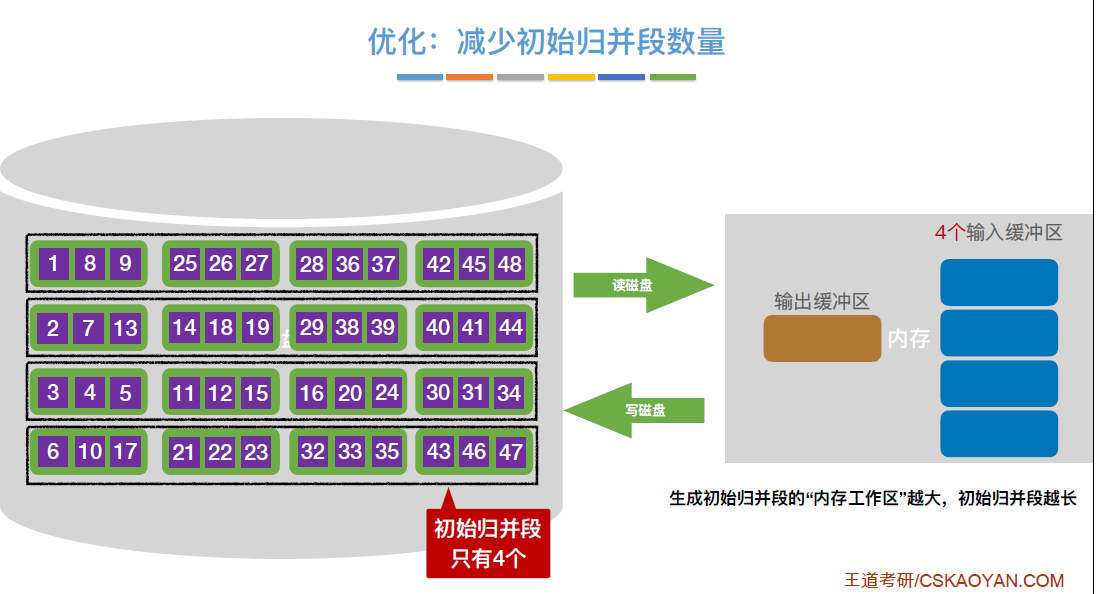 优化：减少初始归并段数量
4个输入缓冲区
1 8 9 25 26 27 28 36 37 42 45 48
读磁盘
输出缓冲区
2 7 13 14 18 19 29 38 39 40 41 44
盘
内存
3 4 5 11 12 15 16 20 24 30 31 34
写磁盘
6 10 17 21 22 23 32 33 35 43 46 47
生成初始归并段的“内存工作区”越大，初始归并段越长
初始归并段
只有4个
王道考研/CSKAOYAN.COM